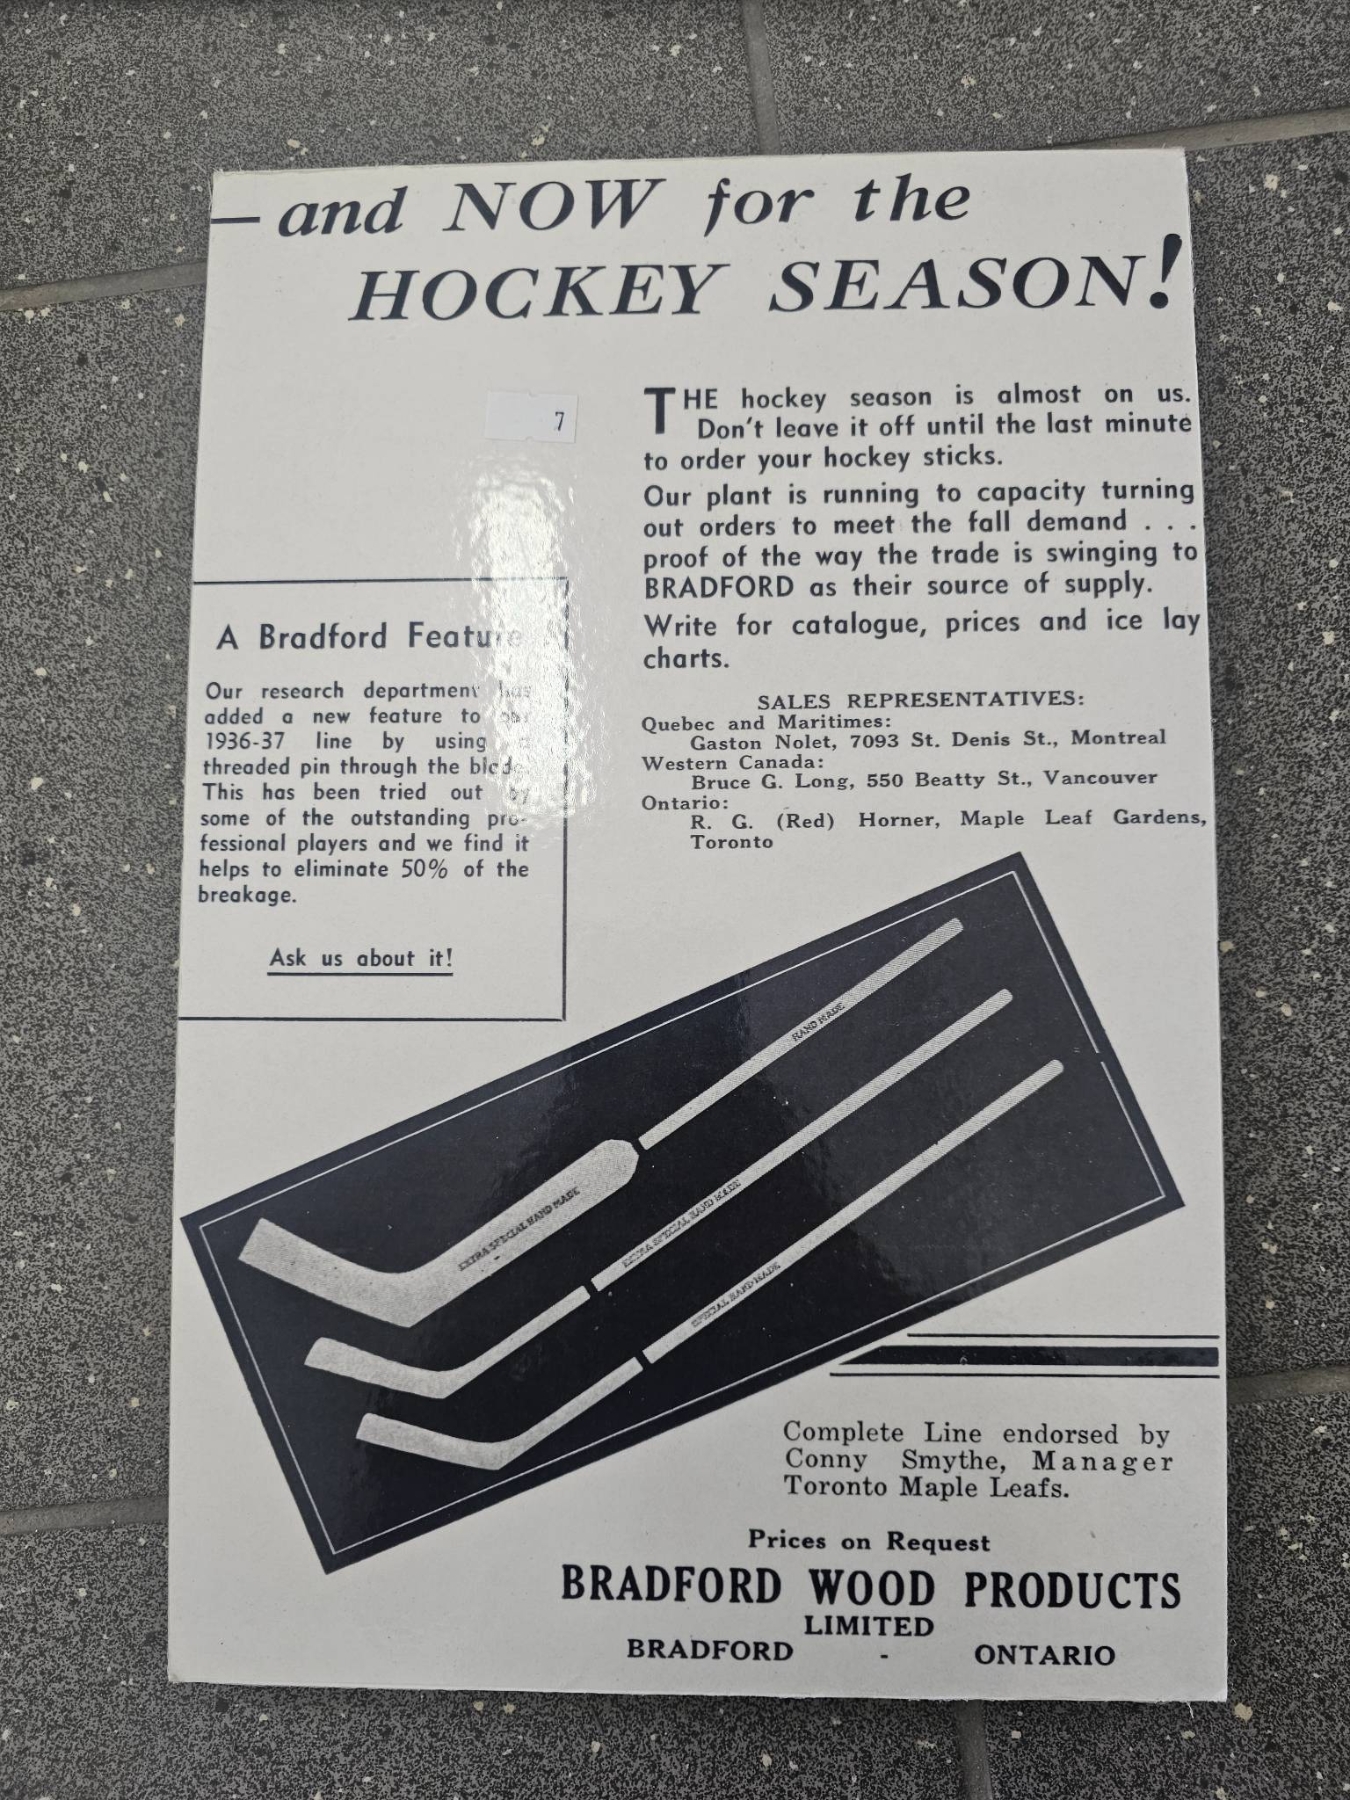 —and NOW for the
HOCKEY SEASON!
7
THE hockey season is almost on us.
Don't leave it off until the last minute
to order your hockey sticks.
Our plant is running to capacity turning
out orders to meet the fall demand . . .
proof of the way the trade is swinging to
BRADFORD as their source of supply.
Write for catalogue, prices and ice lay
charts.
SALES REPRESENTATIVES:
Quebec and Maritimes:
Gaston Nolet, 7093 St. Denis St., Montreal
Western Canada:
Bruce G. Long, 550 Beatty St., Vancouver
Ontario:
R. G. (Red) Horner, Maple Leaf Gardens,
Toronto
A Bradford Feature
Our research department has
added a new feature to our
1936-37 line by using a
threaded pin through the blade.
This has been tried out by
some of the outstanding pro-
fessional players and we find it
helps to eliminate 50% of the
breakage.
Ask us about it!
HAND MADE
EXTRA SPECIAL HAND MADE
EXTRA SPECIAL HAND MADE
SPECIAL HAND MADE
Complete Line endorsed by
Conny Smythe, Manager
Toronto Maple Leafs.
Prices on Request
BRADFORD WOOD PRODUCTS
LIMITED
BRADFORD - ONTARIO